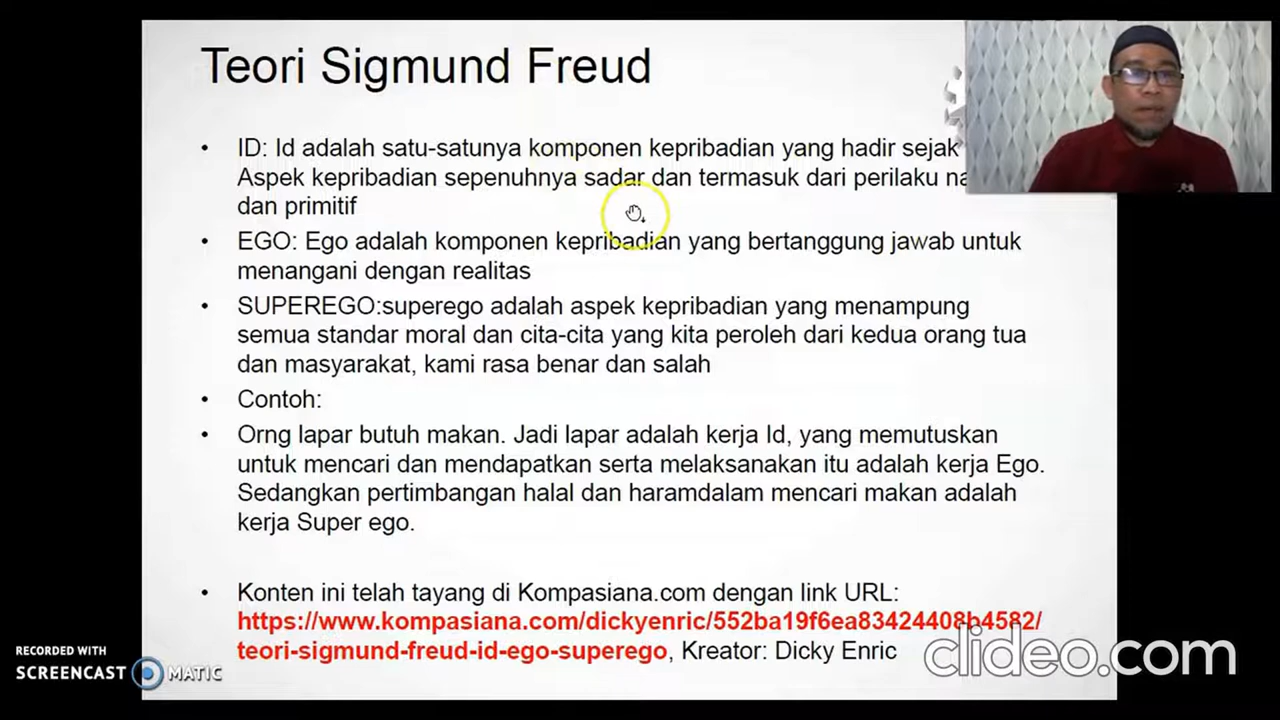 Teori Sigmund Freud
• ID: Id adalah satu-satunya komponen kepribadian yang hadir sejak
Aspek kepribadian sepenuhnya sadar dan termasuk dari perilaku
dan primitif
• EGO: Ego adalah komponen kepribadian yang bertanggung jawab untuk
menangani dengan realitas
• SUPEREGO:superego adalah aspek kepribadian yang menampung
semua standar moral dan cita-cita yang kita peroleh dari kedua orang tua
dan masyarakat, kami rasa benar dan salah
• Contoh:
• Orng lapar butuh makan. Jadi lapar adalah kerja Id, yang memutuskan
untuk mencari dan mendapatkan serta melaksanakan itu adalah kerja Ego.
Sedangkan pertimbangan halal dan haramdalam mencari makan adalah
kerja Super ego.
• Konten ini telah tayang di Kompasiana.com dengan link URL:
https://www.kompasiana.com/dickyenric/552ba19f6ea83424408b4582/
teori-sigmund-freud-id-ego-superego, Kreator: Dicky Enric
RECORDED WITH
SCREENCAST MATIC
clideo.com